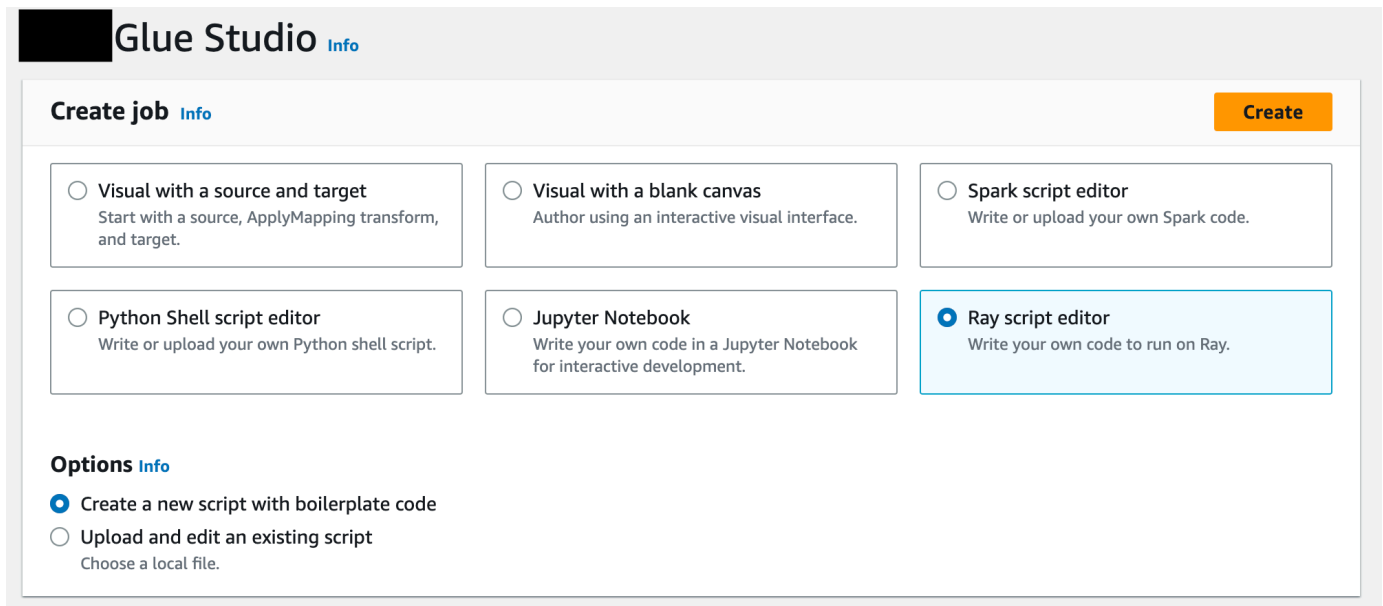 Glue Studio Info
Create job Info
Create
Visual with a source and target
Start with a source, ApplyMapping transform,
and target.
Visual with a blank canvas
Author using an interactive visual interface.
Spark script editor
Write or upload your own Spark code.
Python Shell script editor
Write or upload your own Python shell script.
Jupyter Notebook
Write your own code in a Jupyter Notebook
for interactive development.
Ray script editor
Write your own code to run on Ray.
Options Info
Create a new script with boilerplate code
Upload and edit an existing script
Choose a local file.